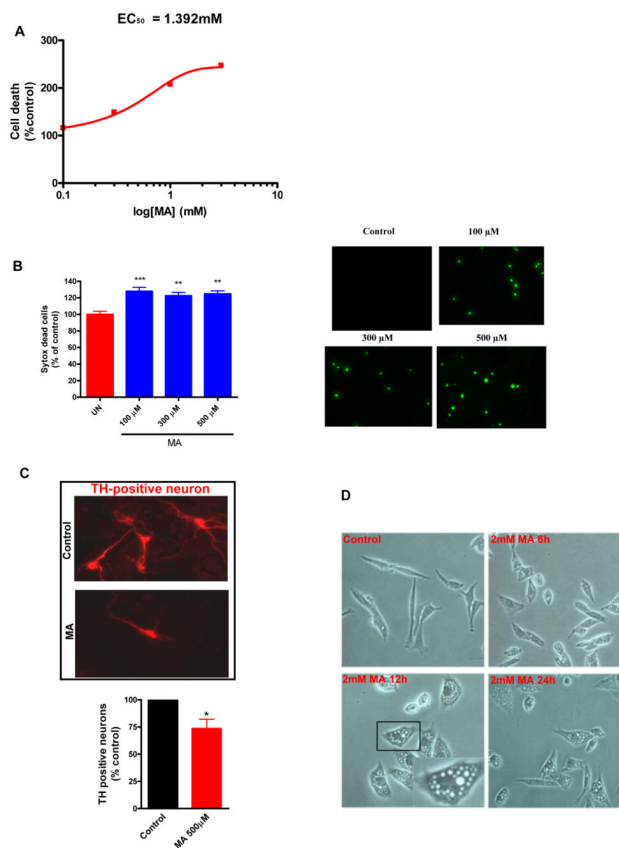 EC₅₀ = 1.392mM
A
300
200
100
0
Cell death
(%control)
0.1
1
10
log[MA] (mM)
B
140
120
100
80
60
40
20
0
Sytox dead cells
(% of control)
***
**
**
UN
100 µM
300 µM
500 µM
MA
Control
100 µM
300 µM
500 µM
C
TH-positive neuron
Control
MA
100
75
50
25
0
TH positive neurons
(% control)
*
Control
MA 500µM
D
Control
2mM MA 6h
2mM MA 12h
2mM MA 24h